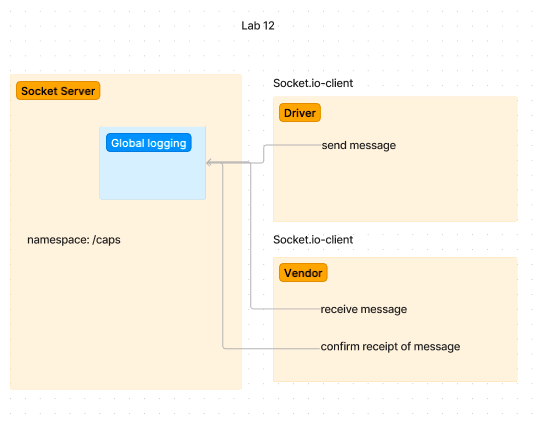 Lab 12
Socket Server
Global logging
namespace: /caps
Socket.io-client
Driver
send message
Socket.io-client
Vendor
receive message
confirm receipt of message